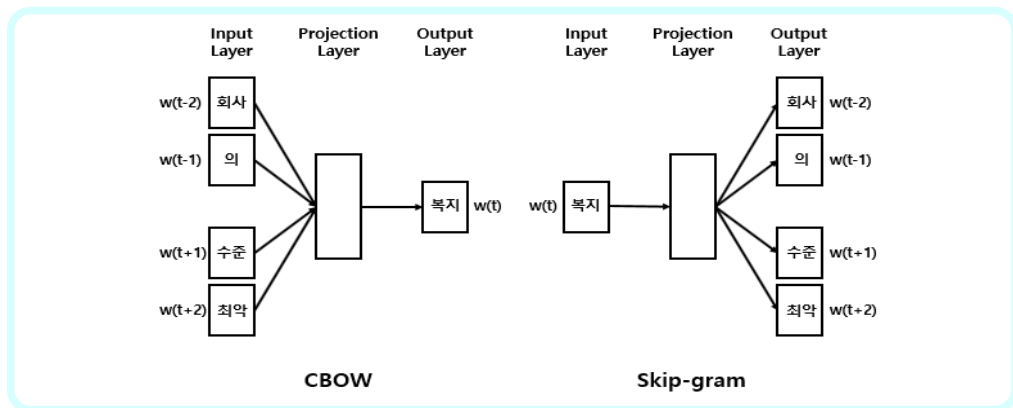 Input
Layer
Projection
Layer
Output
Layer
w(t-2) 회사
w(t-1) 의
복지 w(t)
w(t+1) 수준
w(t+2) 최악
CBOW
Input
Layer
Projection
Layer
Output
Layer
회사 w(t-2)
의 w(t-1)
w(t) 복지
수준 w(t+1)
최악 w(t+2)
Skip-gram